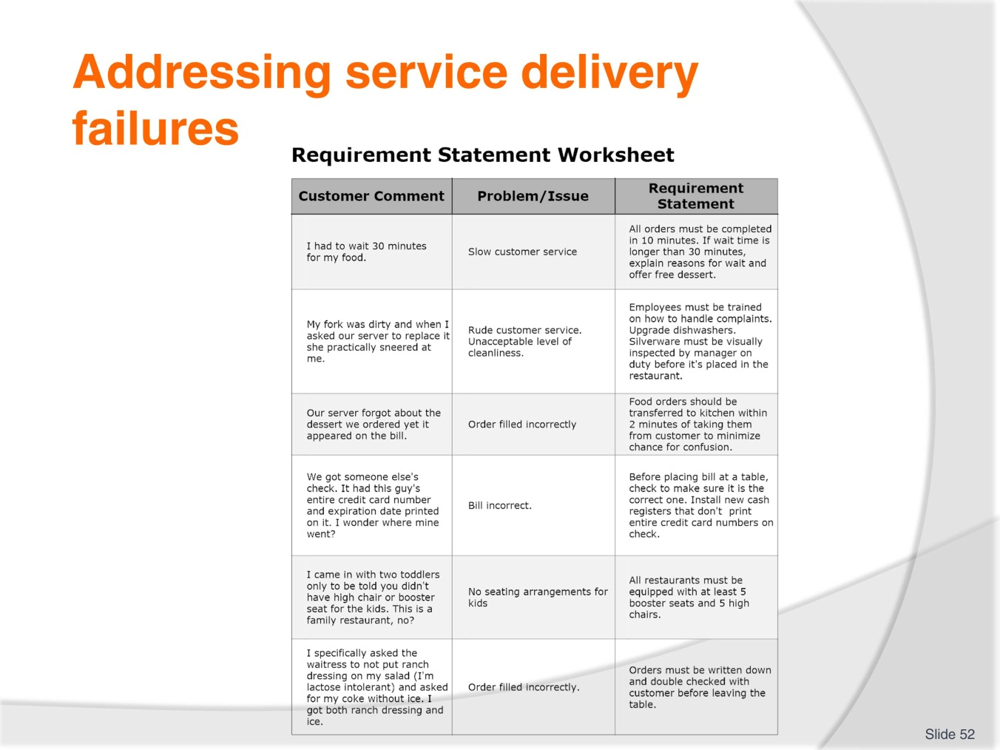 Addressing service delivery
failures
Requirement Statement Worksheet
Customer Comment
Problem/Issue
Requirement
Statement
I had to wait 30 minutes
for my food.
Slow customer service
All orders must be completed
in 10 minutes. If wait time is
longer than 30 minutes,
explain reasons for wait and
offer free dessert.
My fork was dirty and when I
asked our server to replace it
she practically sneered at
me.
Rude customer service.
Unacceptable level of
cleanliness.
Employees must be trained
on how to handle complaints.
Upgrade dishwashers.
Silverware must be visually
inspected by manager on
duty before it's placed in the
restaurant.
Our server forgot about the
dessert we ordered yet it
appeared on the bill.
Order filled incorrectly
Food orders should be
transferred to kitchen within
2 minutes of taking them
from customer to minimize
chance for confusion.
We got someone else's
check. It had this guy's
entire credit card number
and expiration date printed
on it. I wonder where mine
went?
Bill incorrect.
Before placing bill at a table,
check to make sure it is the
correct one. Install new cash
registers that don't print
entire credit card numbers on
check.
I came in with two toddlers
only to be told you didn't
have high chair or booster
seat for the kids. This is a
family restaurant, no?
No seating arrangements for
kids
All restaurants must be
equipped with at least 5
booster seats and 5 high
chairs.
I specifically asked the
waitress to not put ranch
dressing on my salad (I'm
lactose intolerant) and asked
for my coke without ice. I
got both ranch dressing and
ice.
Order filled incorrectly.
Orders must be written down
and double checked with
customer before leaving the
table.
Slide 52